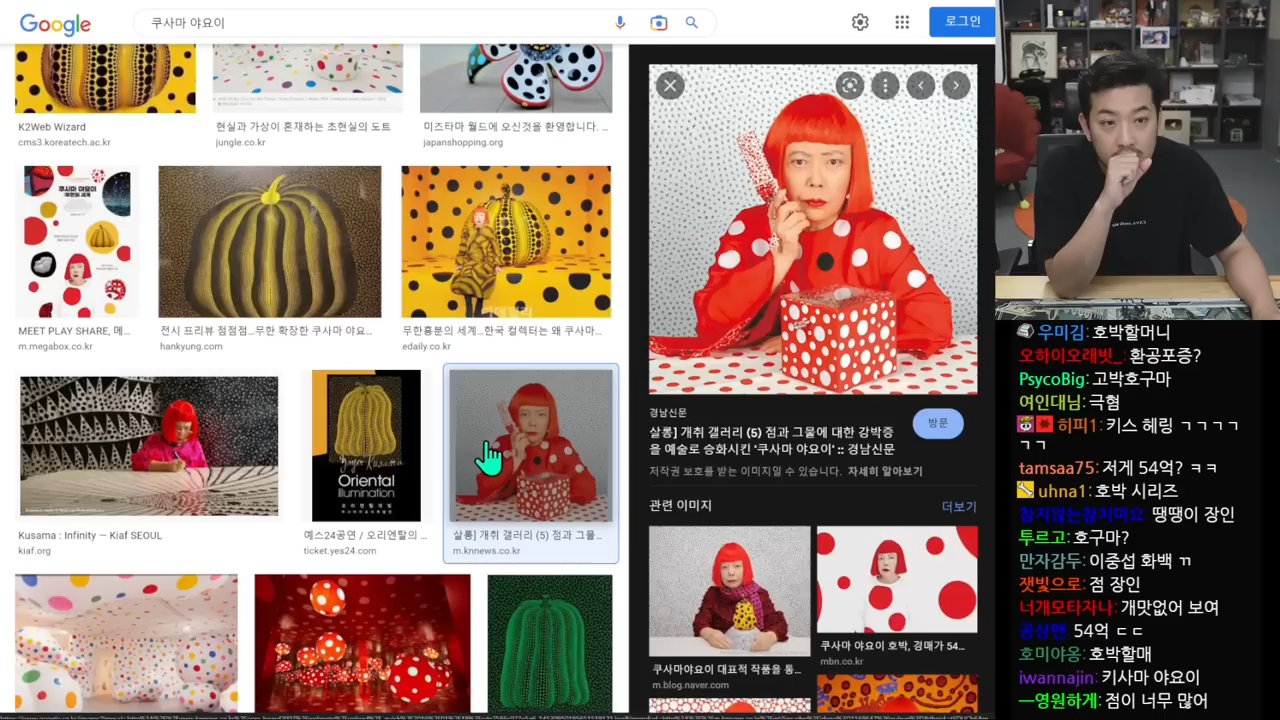 Google
쿠사마 야요이
로그인
K2Web Wizard
cms3.koreatech.ac.kr
현실과 가상이 혼재하는 초현실의 도트
jungle.co.kr
미즈타마 월드에 오신것을 환영합니다. ...
japanshopping.org
쿠사마 야요이
MEET PLAY SHARE, 메...
m.megabox.co.kr
전시 프리뷰 점점점...무한 확장한 쿠사마 야요...
hankyung.com
무한흥분의 세계...한국 컬렉터는 왜 쿠사마...
edaily.co.kr
Kusama : Infinity — Kiaf SEOUL
kiaf.org
Yayoi Kusama
Oriental
Illumination
예스24공연 / 오리엔탈의 ...
ticket.yes24.com
살롱] 개취 갤러리 (5) 점과 그물...
m.knnews.co.kr
경남신문
방문
살롱] 개취 갤러리 (5) 점과 그물에 대한 강박증
을 예술로 승화시킨 '쿠사마 야요이' :: 경남신문
저작권 보호를 받는 이미지일 수 있습니다. 자세히 알아보기
관련 이미지
더보기
쿠사마야요이 대표적 작품을 통...
m.blog.naver.com
쿠사마 야요이 호박, 경매가 54...
mbn.co.kr
우미김: 호박할머니
오하이오래빗_: 환공포증?
PsycoBig: 고박호구마
여인대님: 극혐
히피1: 키스 헤링 ㄱㄱㄱㄱ
ㄱㄱ
tamsaa75: 저게 54억? ㅋㅋ
uhna1: 호박 시리즈
참지않는참치마요: 땡땡이 장인
투르고: 호구마?
만자감두: 이중섭 화백 ㄲ
잿빛으로: 점 장인
너개모타자나: 개맛없어 보여
공상맨: 54억 ㄷㄷ
호미야옹: 호박할매
iwannajin: 키사마 야요이
一영원하게: 점이 너무 많어